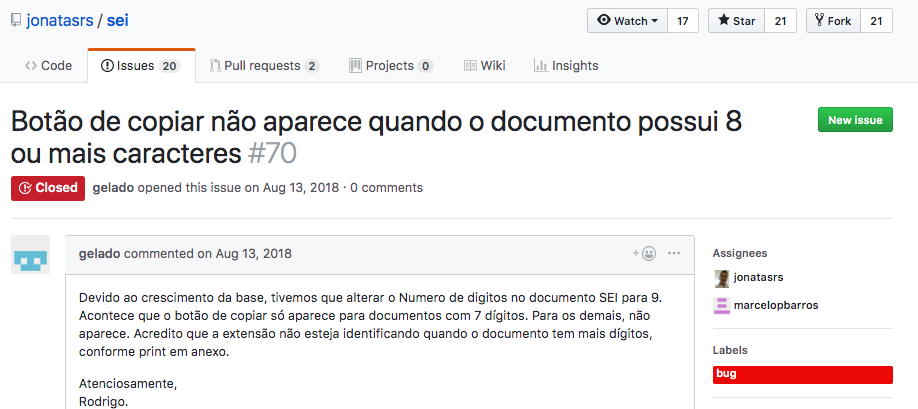 jonatasrs / sei
Watch 17
Star 21
Fork 21
Code
Issues 20
Pull requests 2
Projects 0
Wiki
Insights
Botão de copiar não aparece quando o documento possui 8
ou mais caracteres #70
New issue
Closed gelado opened this issue on Aug 13, 2018 · 0 comments
gelado commented on Aug 13, 2018
Devido ao crescimento da base, tivemos que alterar o Numero de digitos no documento SEI para 9.
Acontece que o botão de copiar só aparece para documentos com 7 dígitos. Para os demais, não
aparece. Acredito que a extensão não esteja identificando quando o documento tem mais dígitos,
conforme print em anexo.
Atenciosamente,
Rodrigo.
Assignees
jonatasrs
marcelopbarros
Labels
bug